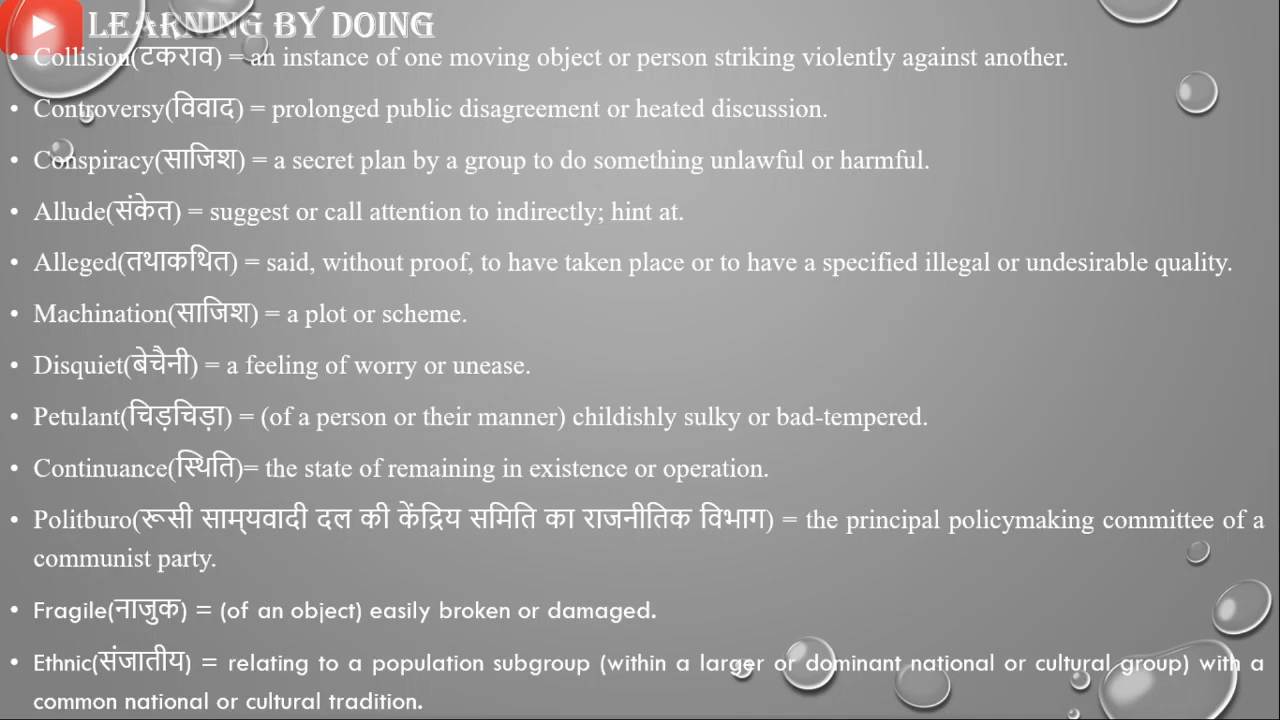 LEARNING BY DOING
• Collision(टकराव) = an instance of one moving object or person striking violently against another.
• Controversy(विवाद) = prolonged public disagreement or heated discussion.
• Conspiracy(साजिश) = a secret plan by a group to do something unlawful or harmful.
• Allude(संकेत) = suggest or call attention to indirectly; hint at.
• Alleged(तथाकथित) = said, without proof, to have taken place or to have a specified illegal or undesirable quality.
• Machination(साजिश) = a plot or scheme.
• Disquiet(बेचैनी) = a feeling of worry or unease.
• Petulant(चिड़चिड़ा) = (of a person or their manner) childishly sulky or bad-tempered.
• Continuance(स्थिति)= the state of remaining in existence or operation.
• Politburo(रूसी साम्यवादी दल की केंद्रिय समिति का राजनीतिक विभाग) = the principal policymaking committee of a
communist party.
• Fragile(नाजुक) = (of an object) easily broken or damaged.
• Ethnic(संजातीय) = relating to a population subgroup (within a larger or dominant national or cultural group) with a
common national or cultural tradition.